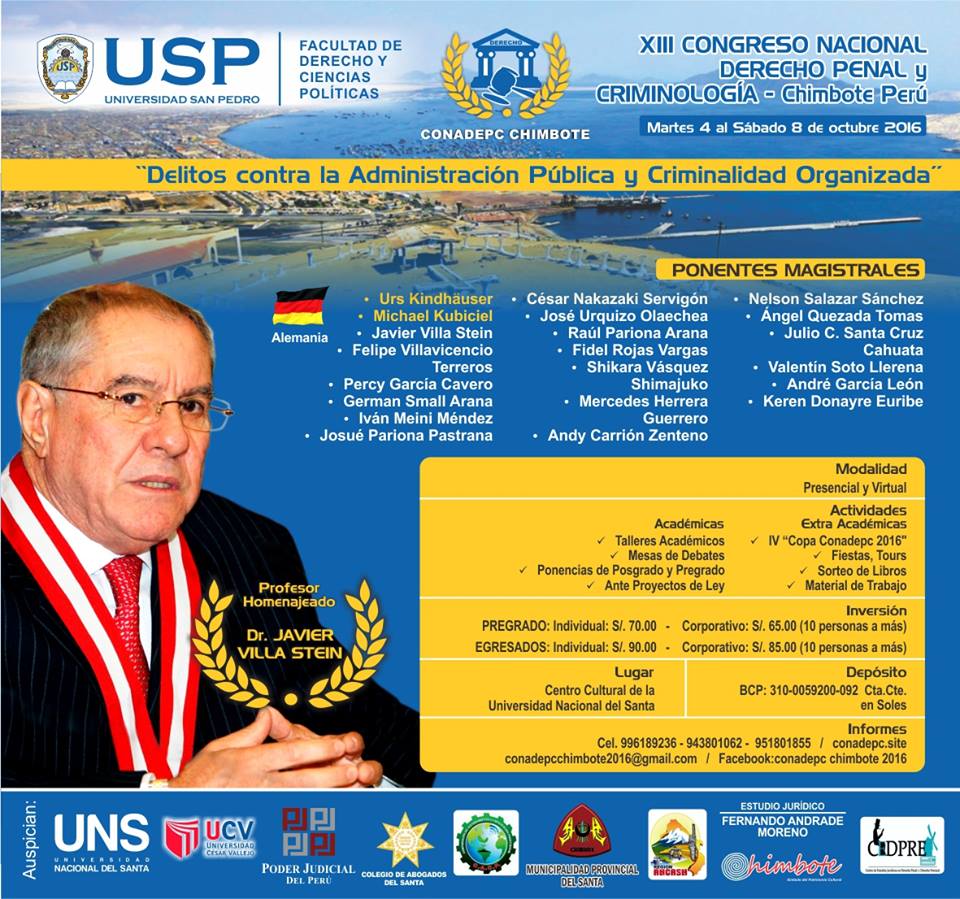 USP
UNIVERSIDAD SAN PEDRO
FACULTAD DE
DERECHO Y
CIENCIAS
POLÍTICAS
DERECHO
CONADEPC CHIMBOTE
XIII CONGRESO NACIONAL
DERECHO PENAL y
CRIMINOLOGÍA - Chimbote Perú
Martes 4 al Sábado 8 de octubre 2016
"Delitos contra la Administración Pública y Criminalidad Organizada"
PONENTES MAGISTRALES
Alemania
• Urs Kindhäuser
• Michael Kubiciel
• Javier Villa Stein
• Felipe Villavicencio
Terreros
• Percy García Cavero
• German Small Arana
• Iván Meini Méndez
• Josué Pariona Pastrana
• César Nakazaki Servigón
• José Urquizo Olaechea
• Raúl Pariona Arana
• Fidel Rojas Vargas
• Shikara Vásquez
Shimajuko
• Mercedes Herrera
Guerrero
• Andy Carrión Zenteno
• Nelson Salazar Sánchez
• Ángel Quezada Tomas
• Julio C. Santa Cruz
Cahuata
• Valentín Soto Llerena
• André García León
• Keren Donayre Euribe
Profesor
Homenajeado
Dr. JAVIER
VILLA STEIN
Modalidad
Presencial y Virtual
Académicas
✓ Talleres Académicos
✓ Mesas de Debates
✓ Ponencias de Posgrado y Pregrado
✓ Ante Proyectos de Ley
Actividades
Extra Académicas
✓ IV "Copa Conadepc 2016"
✓ Fiestas, Tours
✓ Sorteo de Libros
✓ Material de Trabajo
Inversión
PREGRADO: Individual: S/. 70.00 - Corporativo: S/. 65.00 (10 personas a más)
EGRESADOS: Individual: S/. 90.00 - Corporativo: S/. 85.00 (10 personas a más)
Lugar
Centro Cultural de la
Universidad Nacional del Santa
Depósito
BCP: 310-0059200-092 Cta.Cte.
en Soles
Informes
Cel. 996189236 - 943801062 - 951801855 / conadepc.site
conadepcchimbote2016@gmail.com / Facebook:conadepc chimbote 2016
Auspician:
UNS
UNIVERSIDAD
NACIONAL DEL SANTA
UCV
UNIVERSIDAD
CÉSAR VALLEJO
PODER JUDICIAL
DEL PERÚ
COLEGIO DE ABOGADOS
DEL SANTA
CHIMBOTE
MUNICIPALIDAD PROVINCIAL
DEL SANTA
ANCASH
ESTUDIO JURÍDICO
FERNANDO ANDRADE
MORENO
Chimbote
CIDPRE